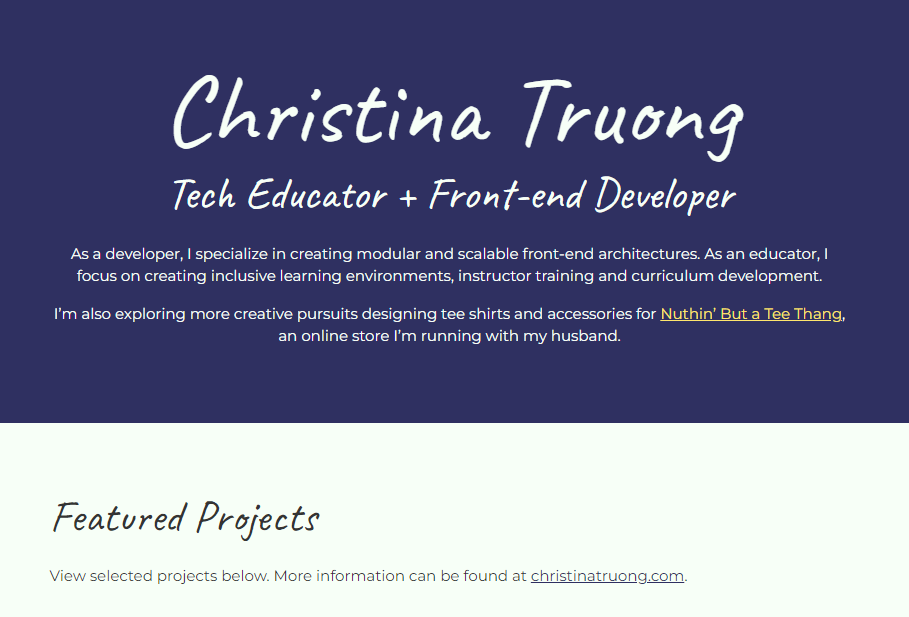 Christina Truong
Tech Educator + Front-end Developer
As a developer, I specialize in creating modular and scalable front-end architectures. As an educator, I
focus on creating inclusive learning environments, instructor training and curriculum development.
I’m also exploring more creative pursuits designing tee shirts and accessories for Nuthin’ But a Tee Thang,
an online store I’m running with my husband.
Featured Projects
View selected projects below. More information can be found at christinatruong.com.